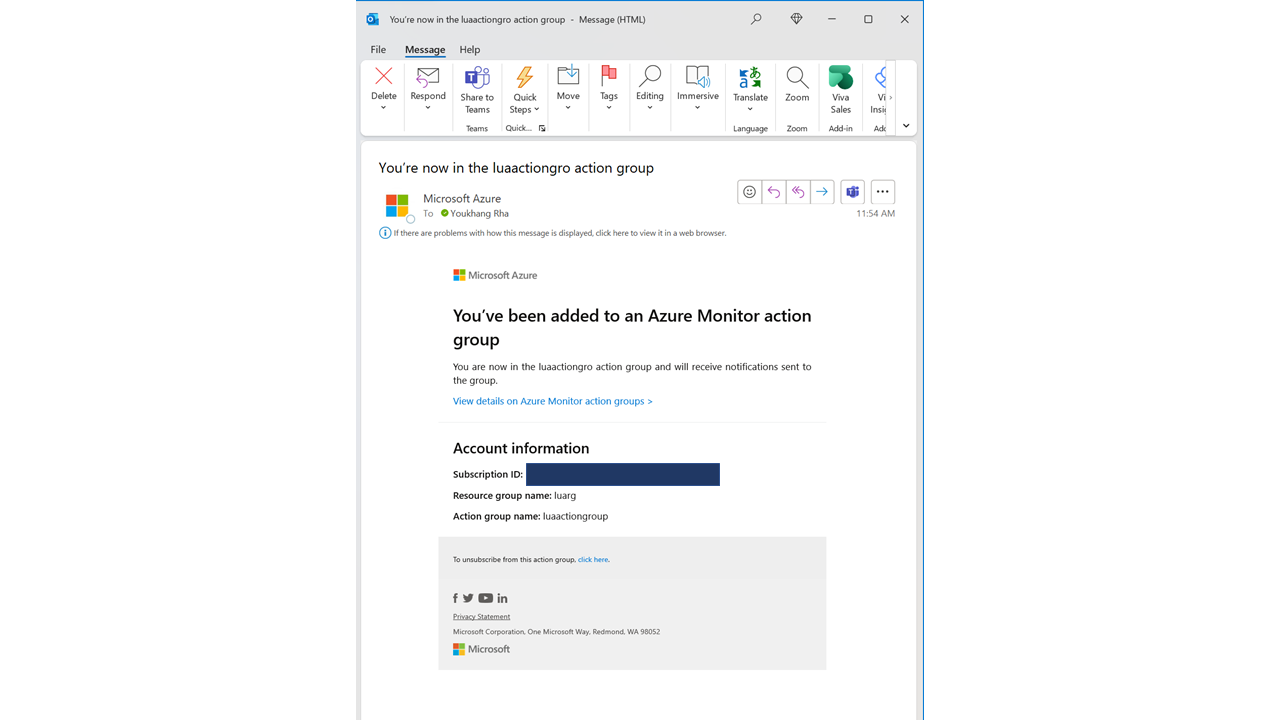 You're now in the luaactiongro action group - Message (HTML)
File Message Help
Delete Respond Share to Teams Quick Steps Move Tags Editing Immersive Translate Zoom Viva Sales
Teams Quick... Language Zoom Add-in
You're now in the luaactiongro action group
Microsoft Azure
To Youkhang Rha
11:54 AM
If there are problems with how this message is displayed, click here to view it in a web browser.
Microsoft Azure
You've been added to an Azure Monitor action
group
You are now in the luaactiongro action group and will receive notifications sent to
the group.
View details on Azure Monitor action groups >
Account information
Subscription ID:
Resource group name: luarg
Action group name: luaactiongroup
To unsubscribe from this action group, click here.
Privacy Statement
Microsoft Corporation, One Microsoft Way, Redmond, WA 98052
Microsoft